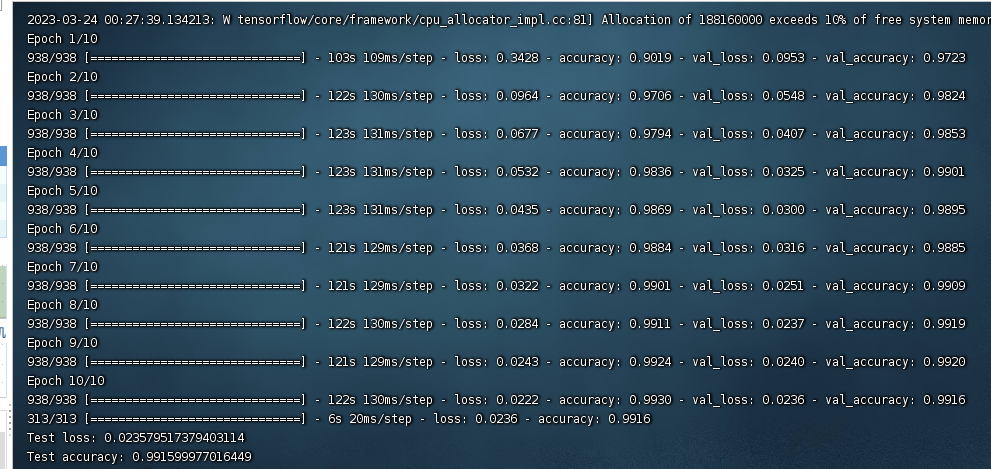 2023-03-24 00:27:39.134213: W tensorflow/core/framework/cpu_allocator_impl.cc:81] Allocation of 188160000 exceeds 10% of free system memor
Epoch 1/10
938/938 [==============================] - 103s 109ms/step - loss: 0.3428 - accuracy: 0.9019 - val_loss: 0.0953 - val_accuracy: 0.9723
Epoch 2/10
938/938 [==============================] - 122s 130ms/step - loss: 0.0964 - accuracy: 0.9706 - val_loss: 0.0548 - val_accuracy: 0.9824
Epoch 3/10
938/938 [==============================] - 123s 131ms/step - loss: 0.0677 - accuracy: 0.9794 - val_loss: 0.0407 - val_accuracy: 0.9853
Epoch 4/10
938/938 [==============================] - 123s 131ms/step - loss: 0.0532 - accuracy: 0.9836 - val_loss: 0.0325 - val_accuracy: 0.9901
Epoch 5/10
938/938 [==============================] - 123s 131ms/step - loss: 0.0435 - accuracy: 0.9869 - val_loss: 0.0300 - val_accuracy: 0.9895
Epoch 6/10
938/938 [==============================] - 121s 129ms/step - loss: 0.0368 - accuracy: 0.9884 - val_loss: 0.0316 - val_accuracy: 0.9885
Epoch 7/10
938/938 [==============================] - 121s 129ms/step - loss: 0.0322 - accuracy: 0.9901 - val_loss: 0.0251 - val_accuracy: 0.9909
Epoch 8/10
938/938 [==============================] - 122s 130ms/step - loss: 0.0284 - accuracy: 0.9911 - val_loss: 0.0237 - val_accuracy: 0.9919
Epoch 9/10
938/938 [==============================] - 121s 129ms/step - loss: 0.0243 - accuracy: 0.9924 - val_loss: 0.0240 - val_accuracy: 0.9920
Epoch 10/10
938/938 [==============================] - 122s 130ms/step - loss: 0.0222 - accuracy: 0.9930 - val_loss: 0.0236 - val_accuracy: 0.9916
313/313 [==============================] - 6s 20ms/step - loss: 0.0236 - accuracy: 0.9916
Test loss: 0.023579517379403114
Test accuracy: 0.991599977016449